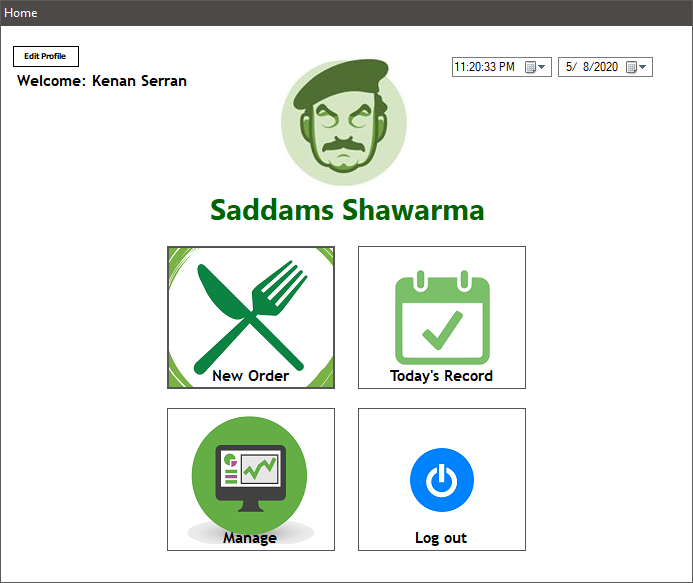 Home
Edit Profile
Welcome: Kenan Serran
11:20:33 PM
5/ 8/2020
Saddams Shawarma
New Order
Today's Record
Manage
Log out